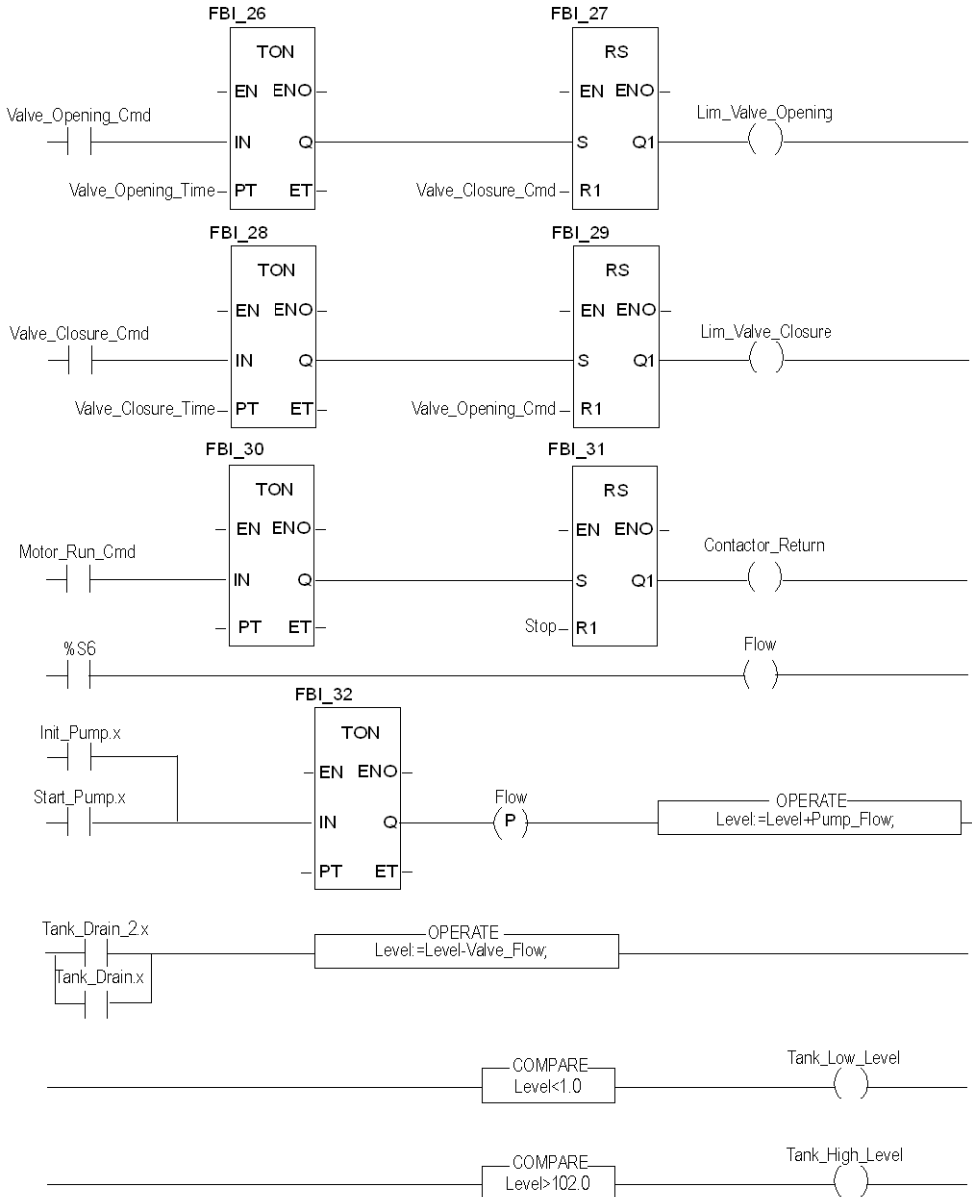 FBI_26 FBI_27
TON RS
EN ENO EN ENO
Valve_Opening_Cmd Lim_Valve_Opening
IN Q S Q1
Valve_Opening_Time PT ET Valve_Closure_Cmd R1
FBI_28 FBI_29
TON RS
EN ENO EN ENO
Valve_Closure_Cmd Lim_Valve_Closure
IN Q S Q1
Valve_Closure_Time PT ET Valve_Opening_Cmd R1
FBI_30 FBI_31
TON RS
EN ENO EN ENO
Motor_Run_Cmd Contactor_Return
IN Q S Q1
PT ET Stop R1
%S6 Flow
FBI_32
Init_Pump.x TON
EN ENO
Start_Pump.x Flow OPERATE
IN Q P Level:=Level+Pump_Flow;
PT ET
Tank_Drain_2.x OPERATE
Level:=Level-Valve_Flow;
Tank_Drain.x
COMPARE Tank_Low_Level
Level<1.0
COMPARE Tank_High_Level
Level>102.0